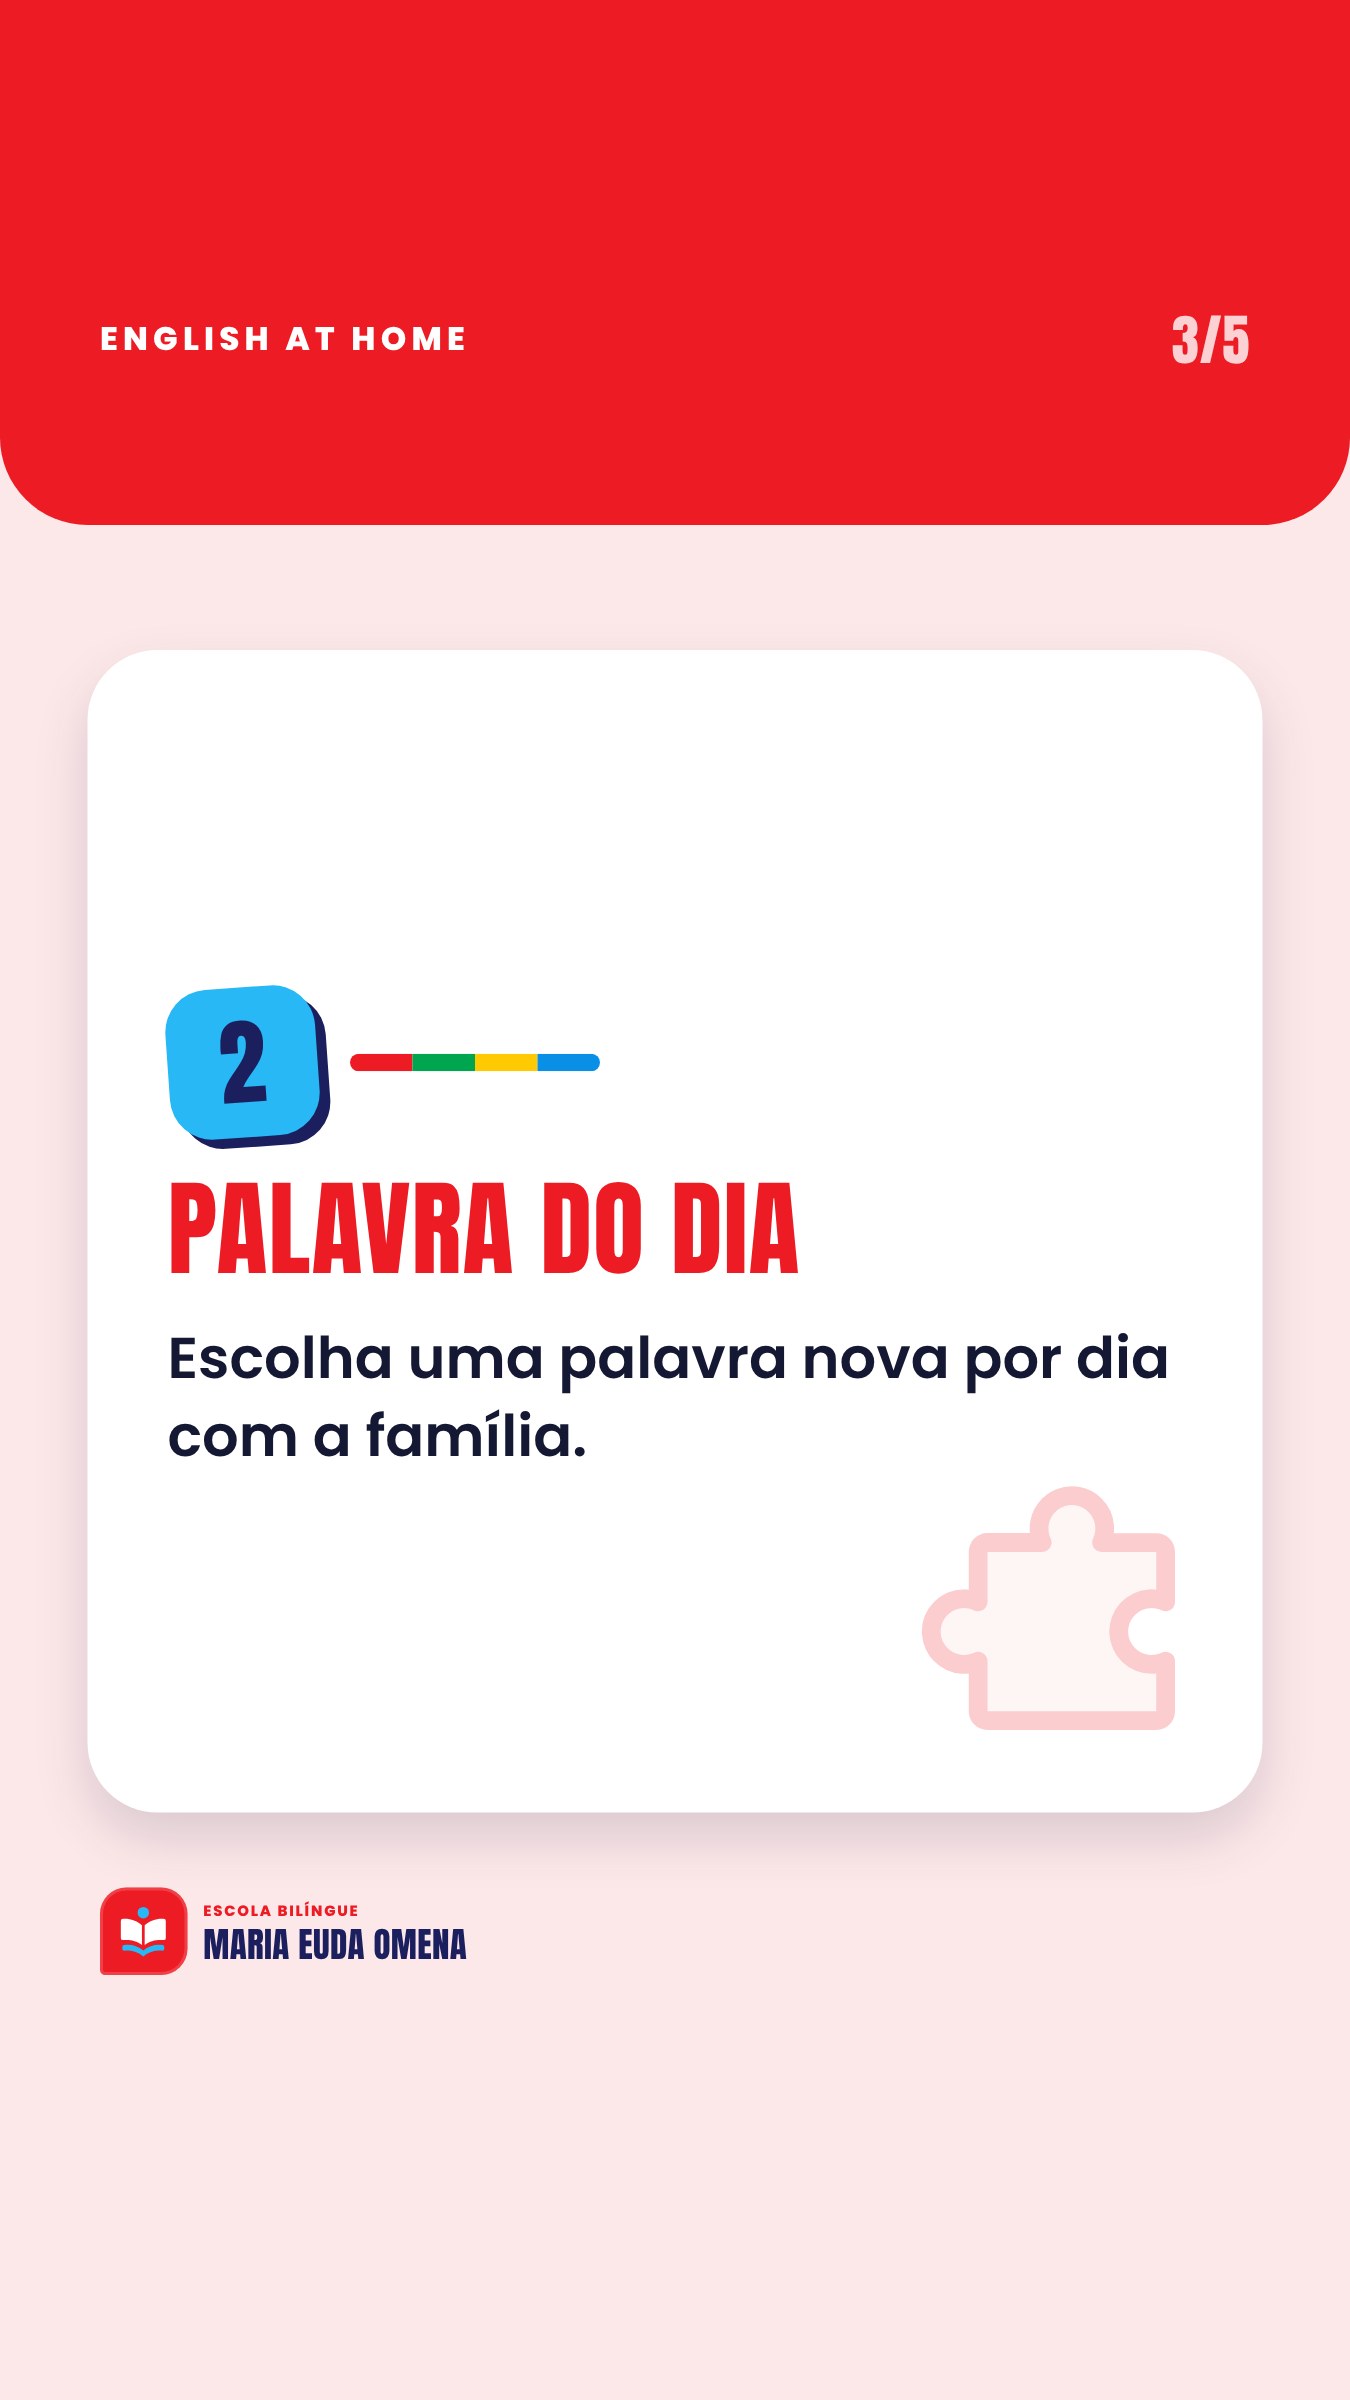 ENGLISH AT HOME
3/5
2
PALAVRA DO DIA
Escolha uma palavra nova por dia
com a família.
ESCOLA BILÍNGUE
MARIA EUDA OMENA